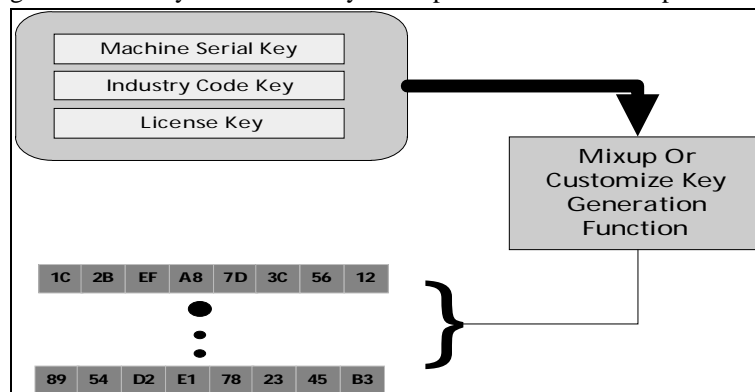 Machine Serial Key
Industry Code Key
License Key
Mixup Or
Customize Key
Generation
Function
1C 2B EF A8 7D 3C 56 12
89 54 D2 E1 78 23 45 B3